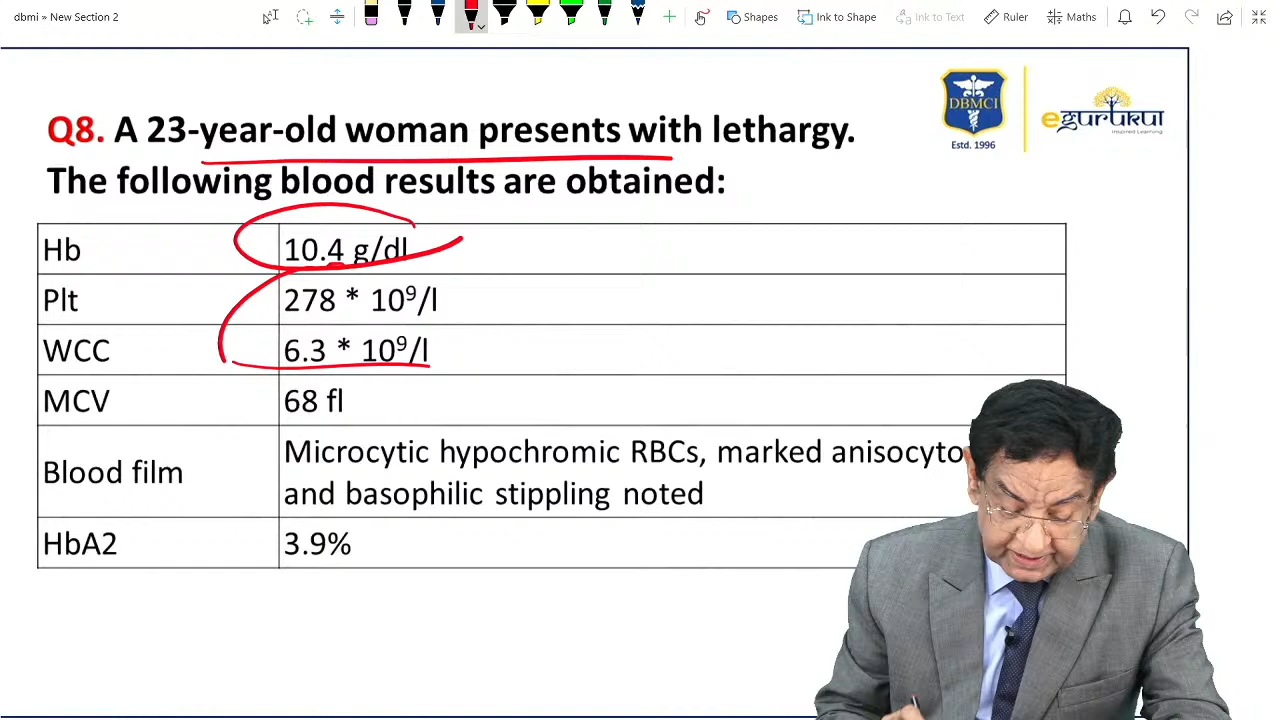 dbmi » New Section 2
Shapes
Ink to Shape
Ink to Text
Ruler
Maths
Q8. A 23-year-old woman presents with lethargy.
The following blood results are obtained:
DBMCI
Estd. 1996
egurukul
Inspired Learning
Hb 10.4 g/dl
Plt 278 * 10⁹/l
WCC 6.3 * 10⁹/l
MCV 68 fl
Blood film Microcytic hypochromic RBCs, marked anisocyto
and basophilic stippling noted
HbA2 3.9%